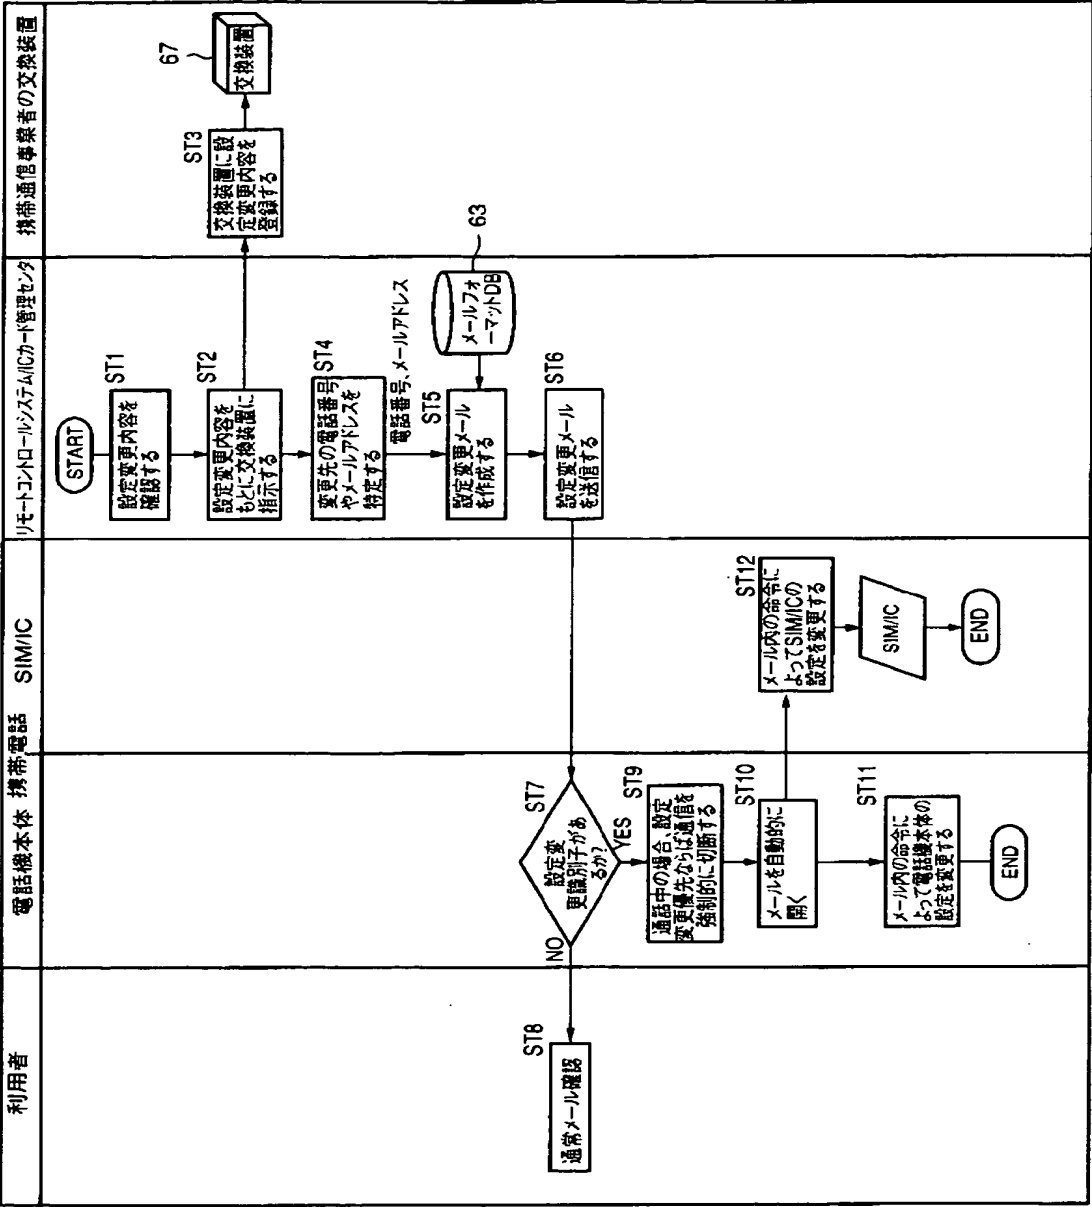 利用者
電話機本体
携帯電話
SIM/IC
リモートコントロールシステム/ICカード管理センタ
携帯通信事業者の交換装置
START
ST1
設定変更内容を
確認する
ST2
設定変更内容を
もとに交換装置に
指示する
ST3
交換装置に設
定変更内容を
登録する
67
交換装置
ST4
変更先の電話番号
やメールアドレスを
特定する
電話番号、メールアドレス
ST5
設定変更メール
を作成する
63
メールフォ
ーマットDB
ST6
設定変更メール
を送信する
ST7
設定変
更識別子があ
るか?
NO
YES
ST8
通常メール確認
ST9
通話中の場合、設定
変更優先ならば通信を
強制的に切断する
ST10
メールを自動的に
開く
ST11
メール内の命令に
よって電話機本体の
設定を変更する
END
ST12
メール内の命令に
よってSIM/ICの
設定を変更する
SIM/IC
END